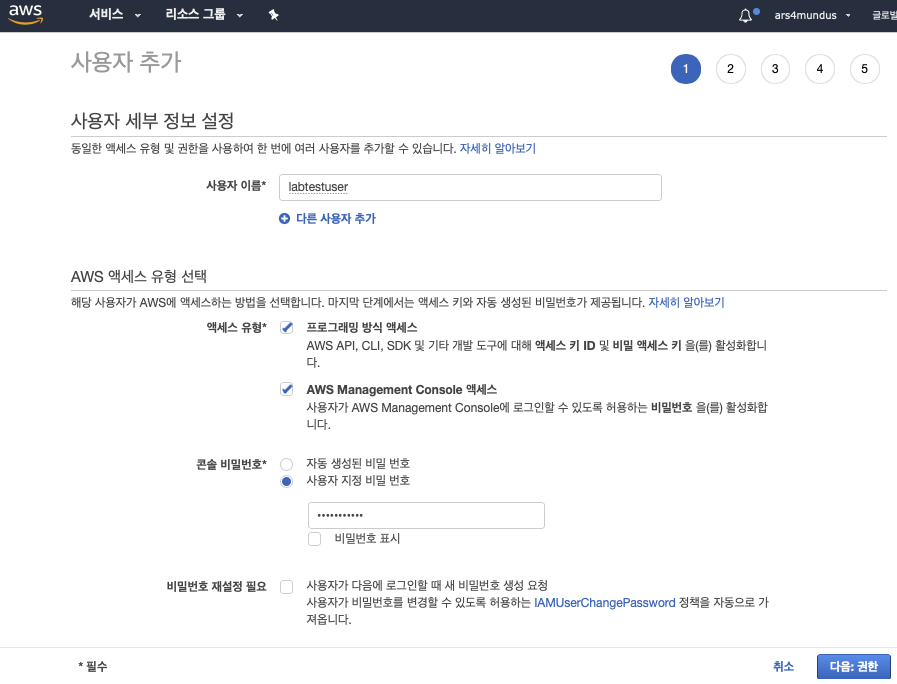 aws 서비스 리소스 그룹 ars4mundus 글로벌
사용자 추가
1 2 3 4 5
사용자 세부 정보 설정
동일한 액세스 유형 및 권한을 사용하여 한 번에 여러 사용자를 추가할 수 있습니다. 자세히 알아보기
사용자 이름* labtestuser
다른 사용자 추가
AWS 액세스 유형 선택
해당 사용자가 AWS에 액세스하는 방법을 선택합니다. 마지막 단계에서는 액세스 키와 자동 생성된 비밀번호가 제공됩니다. 자세히 알아보기
액세스 유형* 프로그래밍 방식 액세스
AWS API, CLI, SDK 및 기타 개발 도구에 대해 액세스 키 ID 및 비밀 액세스 키 을(를) 활성화합니
다.
AWS Management Console 액세스
사용자가 AWS Management Console에 로그인할 수 있도록 허용하는 비밀번호 을(를) 활성화합
니다.
콘솔 비밀번호* 자동 생성된 비밀 번호
사용자 지정 비밀 번호
•••••••••••
비밀번호 표시
비밀번호 재설정 필요 사용자가 다음에 로그인할 때 새 비밀번호 생성 요청
사용자가 비밀번호를 변경할 수 있도록 허용하는 IAMUserChangePassword 정책을 자동으로 가
져옵니다.
* 필수 취소 다음: 권한